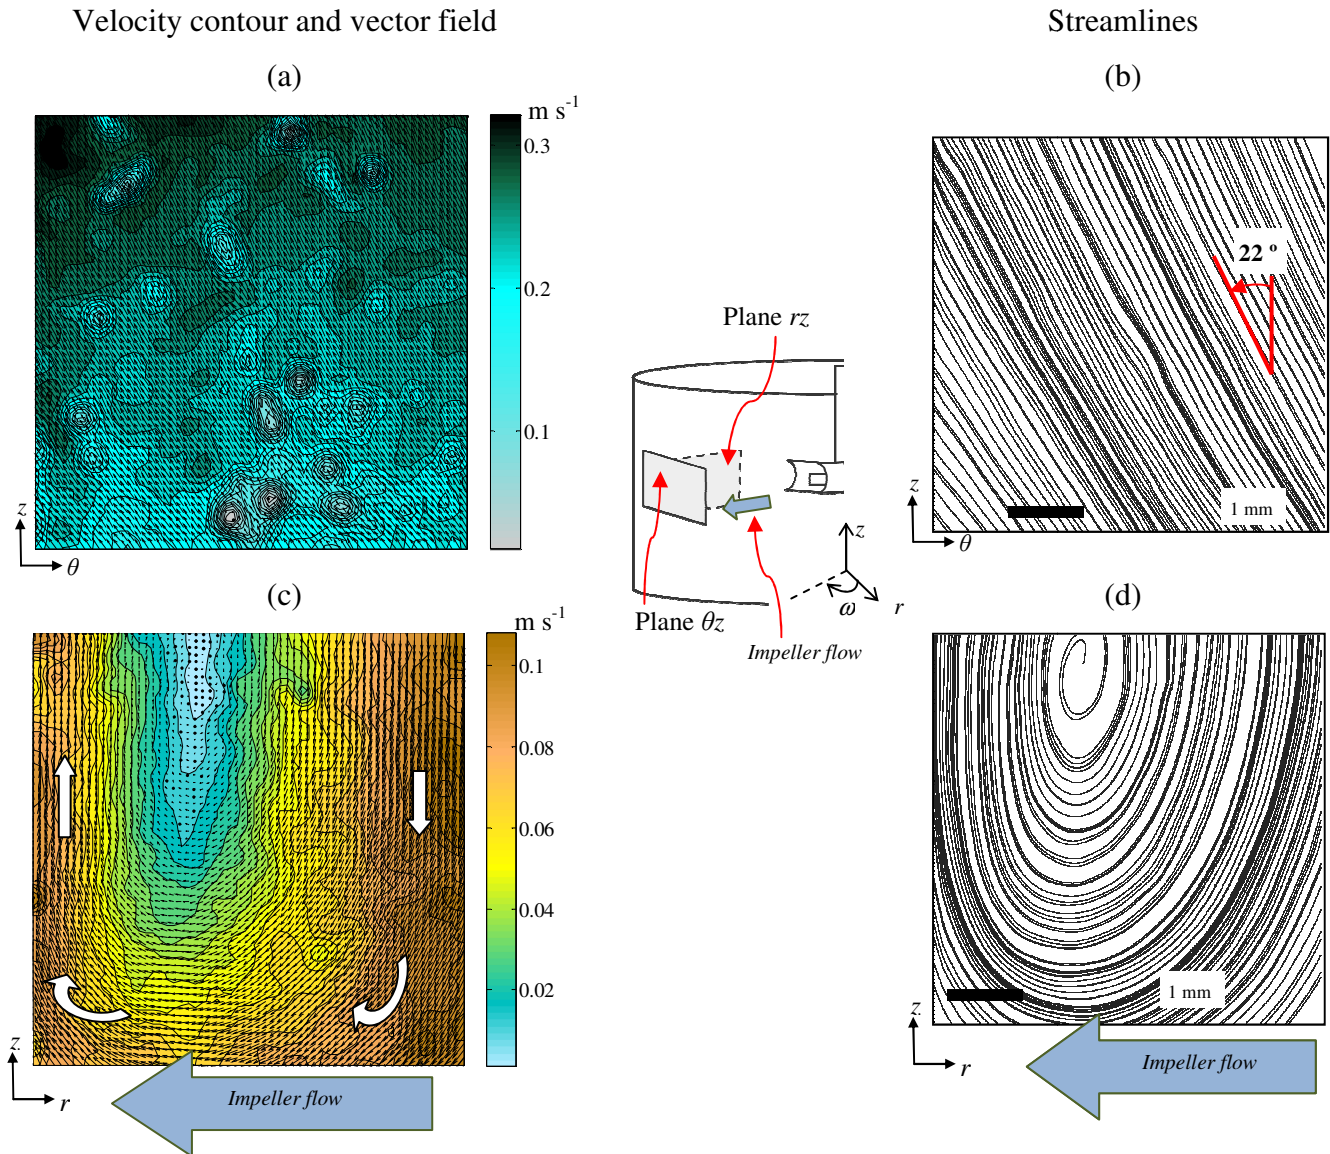 Velocity contour and vector field
Streamlines
(a)
(b)
m s⁻¹
0.3
0.2
0.1
z
θ
22 º
1 mm
z
θ
Plane rz
Plane θz
Impeller flow
z
r
ω
(c)
(d)
m s⁻¹
0.1
0.08
0.06
0.04
0.02
z
r
Impeller flow
1 mm
z
r
Impeller flow